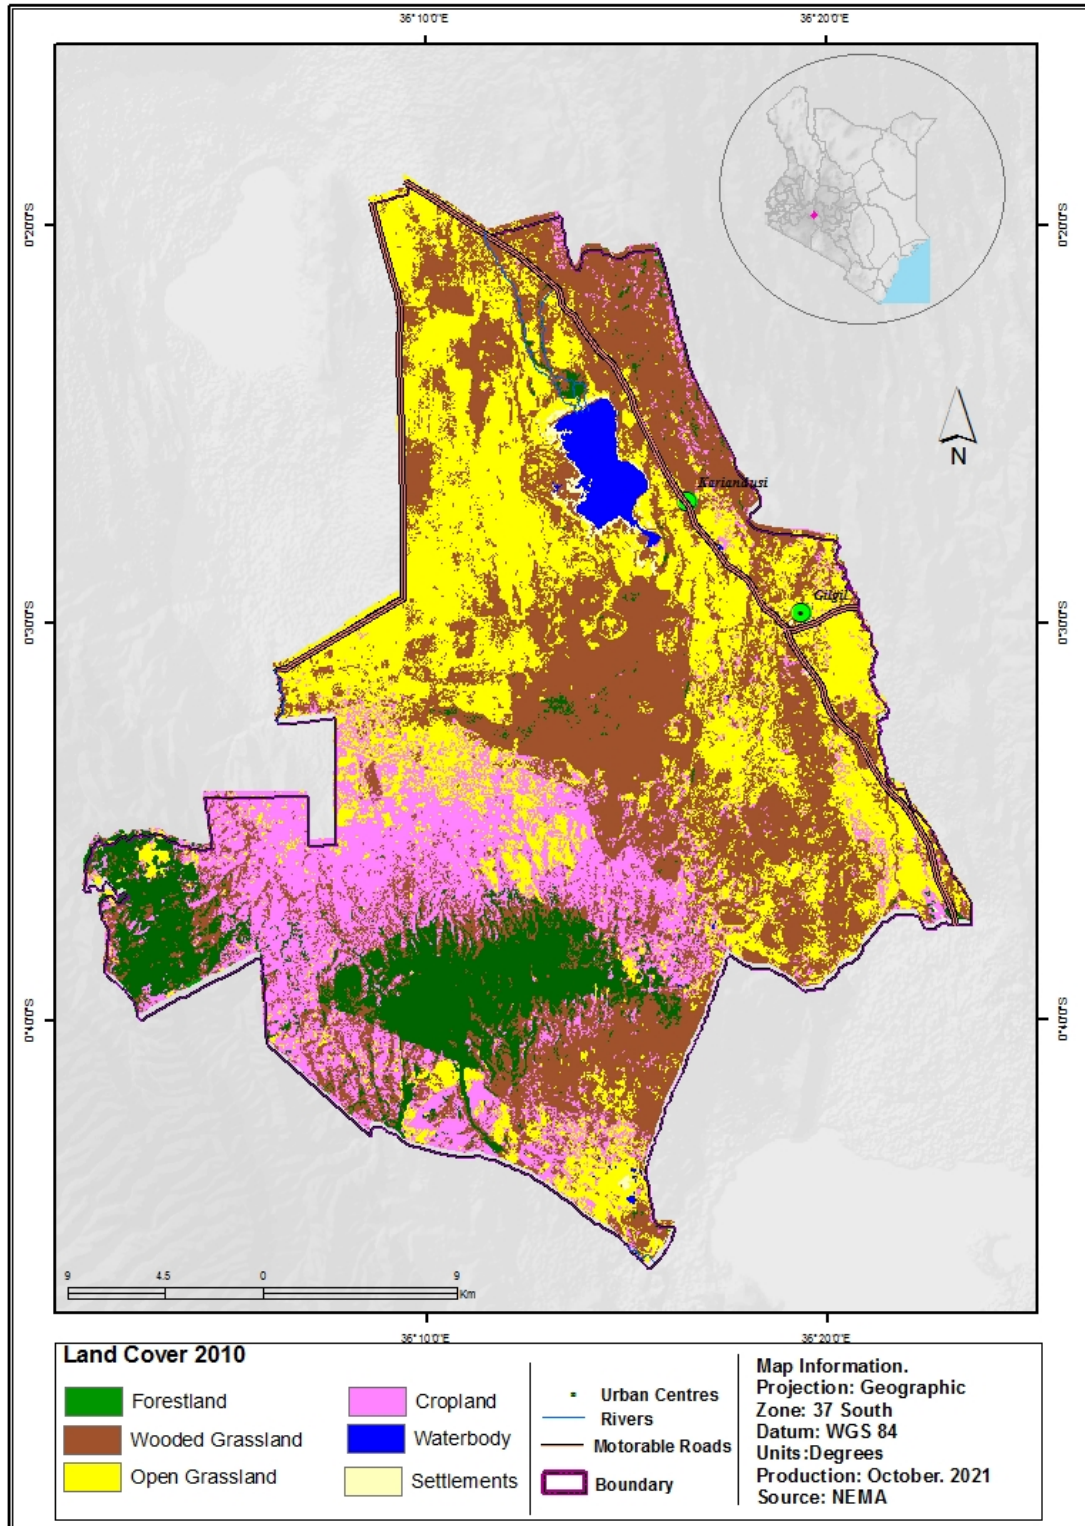 36°10'0"E 36°20'0"E
0°20'0"S 0°20'0"S
N
Kariandusi
Gilgil
0°30'0"S 0°30'0"S
0°40'0"S 0°40'0"S
9 4.5 0 9
Km
36°10'0"E 36°20'0"E
Land Cover 2010
Forestland
Wooded Grassland
Open Grassland
Cropland
Waterbody
Settlements
Urban Centres
Rivers
Motorable Roads
Boundary
Map Information.
Projection: Geographic
Zone: 37 South
Datum: WGS 84
Units:Degrees
Production: October. 2021
Source: NEMA